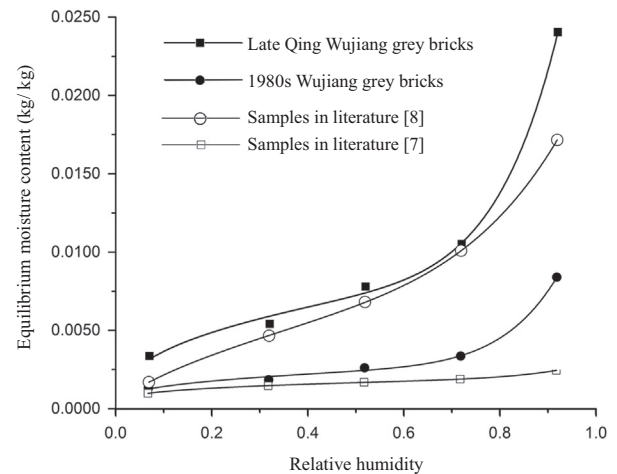 0.0250
0.0200
0.0150
0.0100
0.0050
0.0000
Equilibrium moisture content (kg/ kg)
Late Qing Wujiang grey bricks
1980s Wujiang grey bricks
Samples in literature [8]
Samples in literature [7]
0.0 0.2 0.4 0.6 0.8 1.0
Relative humidity